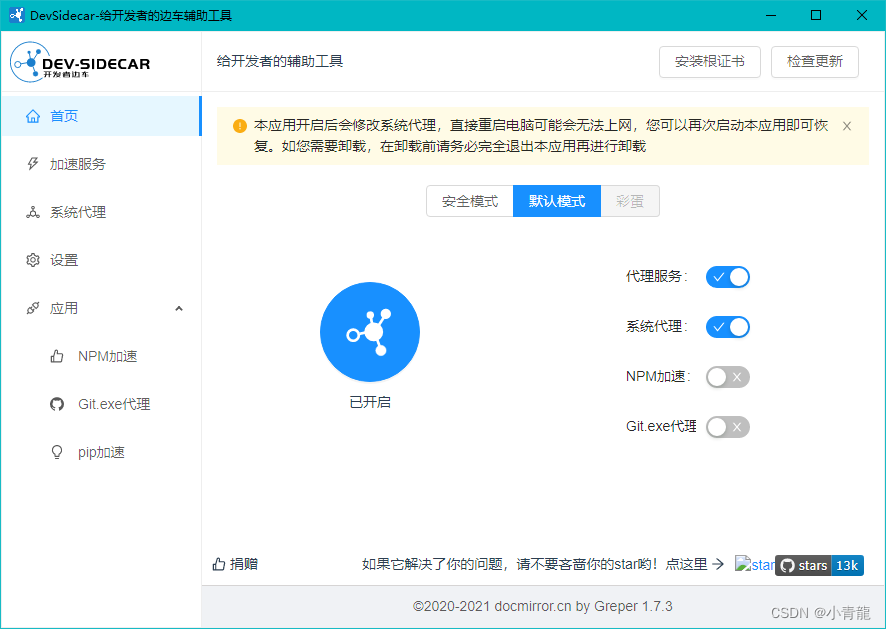 DevSidecar-给开发者的边车辅助工具
DEV-SIDECAR
开发者边车
给开发者的辅助工具
安装根证书
检查更新
首页
加速服务
系统代理
设置
应用
NPM加速
Git.exe代理
pip加速
本应用开启后会修改系统代理，直接重启电脑可能会无法上网，您可以再次启动本应用即可恢
复。如您需要卸载，在卸载前请务必完全退出本应用再进行卸载
安全模式
默认模式
彩蛋
已开启
代理服务：
系统代理：
NPM加速：
Git.exe代理
捐赠
如果它解决了你的问题，请不要吝啬你的star哟！点这里
star
stars 13k
©2020-2021 docmirror.cn by Greper 1.7.3
CSDN @小青龍